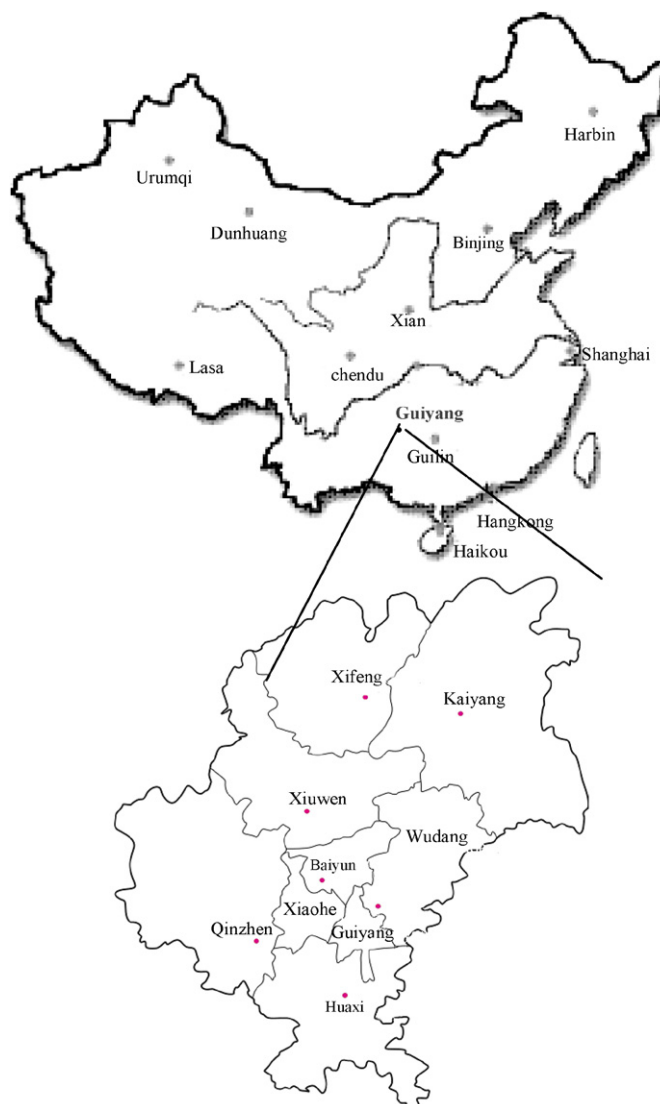 Harbin
Urumqi
Dunhuang
Binjing
Xian
Shanghai
Lasa
chendu
Guiyang
Guilin
Hangkong
Haikou
Xifeng
Kaiyang
Xiuwen
Wudang
Baiyun
Xiaohe
Qinzhen
Guiyang
Huaxi